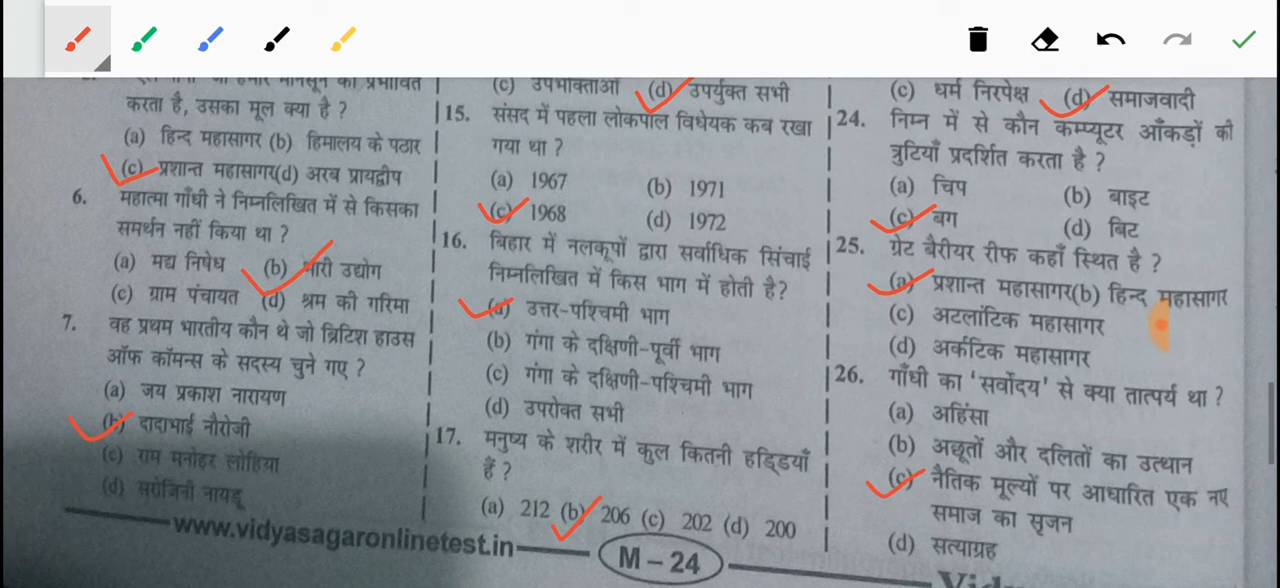 करता है, उसका मूल क्या है ?
(a) हिन्द महासागर (b) हिमालय के पठार
(c) प्रशान्त महासागर(d) अरब प्रायद्वीप
6. महात्मा गाँधी ने निम्नलिखित में से किसका
समर्थन नहीं किया था ?
(a) मद्य निषेध (b) भारी उद्योग
(c) ग्राम पंचायत (d) श्रम की गरिमा
7. वह प्रथम भारतीय कौन थे जो ब्रिटिश हाउस
ऑफ कॉमन्स के सदस्य चुने गए ?
(a) जय प्रकाश नारायण
(b) दादाभाई नौरोजी
(c) राम मनोहर लोहिया
(d) सरोजिनी नायडू
(c) उपभोक्ताओं (d) उपर्युक्त सभी
15. संसद में पहला लोकपाल विधेयक कब रखा
गया था ?
(a) 1967 (b) 1971
(c) 1968 (d) 1972
16. बिहार में नलकूपों द्वारा सर्वाधिक सिंचाई
निम्नलिखित में किस भाग में होती है?
(a) उत्तर-पश्चिमी भाग
(b) गंगा के दक्षिणी-पूर्वी भाग
(c) गंगा के दक्षिणी-पश्चिमी भाग
(d) उपरोक्त सभी
17. मनुष्य के शरीर में कुल कितनी हड्डियाँ
हैं ?
(a) 212 (b) 206 (c) 202 (d) 200
(c) धर्म निरपेक्ष (d) समाजवादी
24. निम्न में से कौन कम्प्यूटर आँकड़ों की
त्रुटियाँ प्रदर्शित करता है ?
(a) चिप (b) बाइट
(c) बग (d) बिट
25. ग्रेट बैरीयर रीफ कहाँ स्थित है ?
(a) प्रशान्त महासागर(b) हिन्द महासागर
(c) अटलांटिक महासागर
(d) अर्कटिक महासागर
26. गाँधी का 'सर्वोदय' से क्या तात्पर्य था ?
(a) अहिंसा
(b) अछूतों और दलितों का उत्थान
(c) नैतिक मूल्यों पर आधारित एक नए
समाज का सृजन
(d) सत्याग्रह
www.vidyasagaronlinetest.in
M – 24